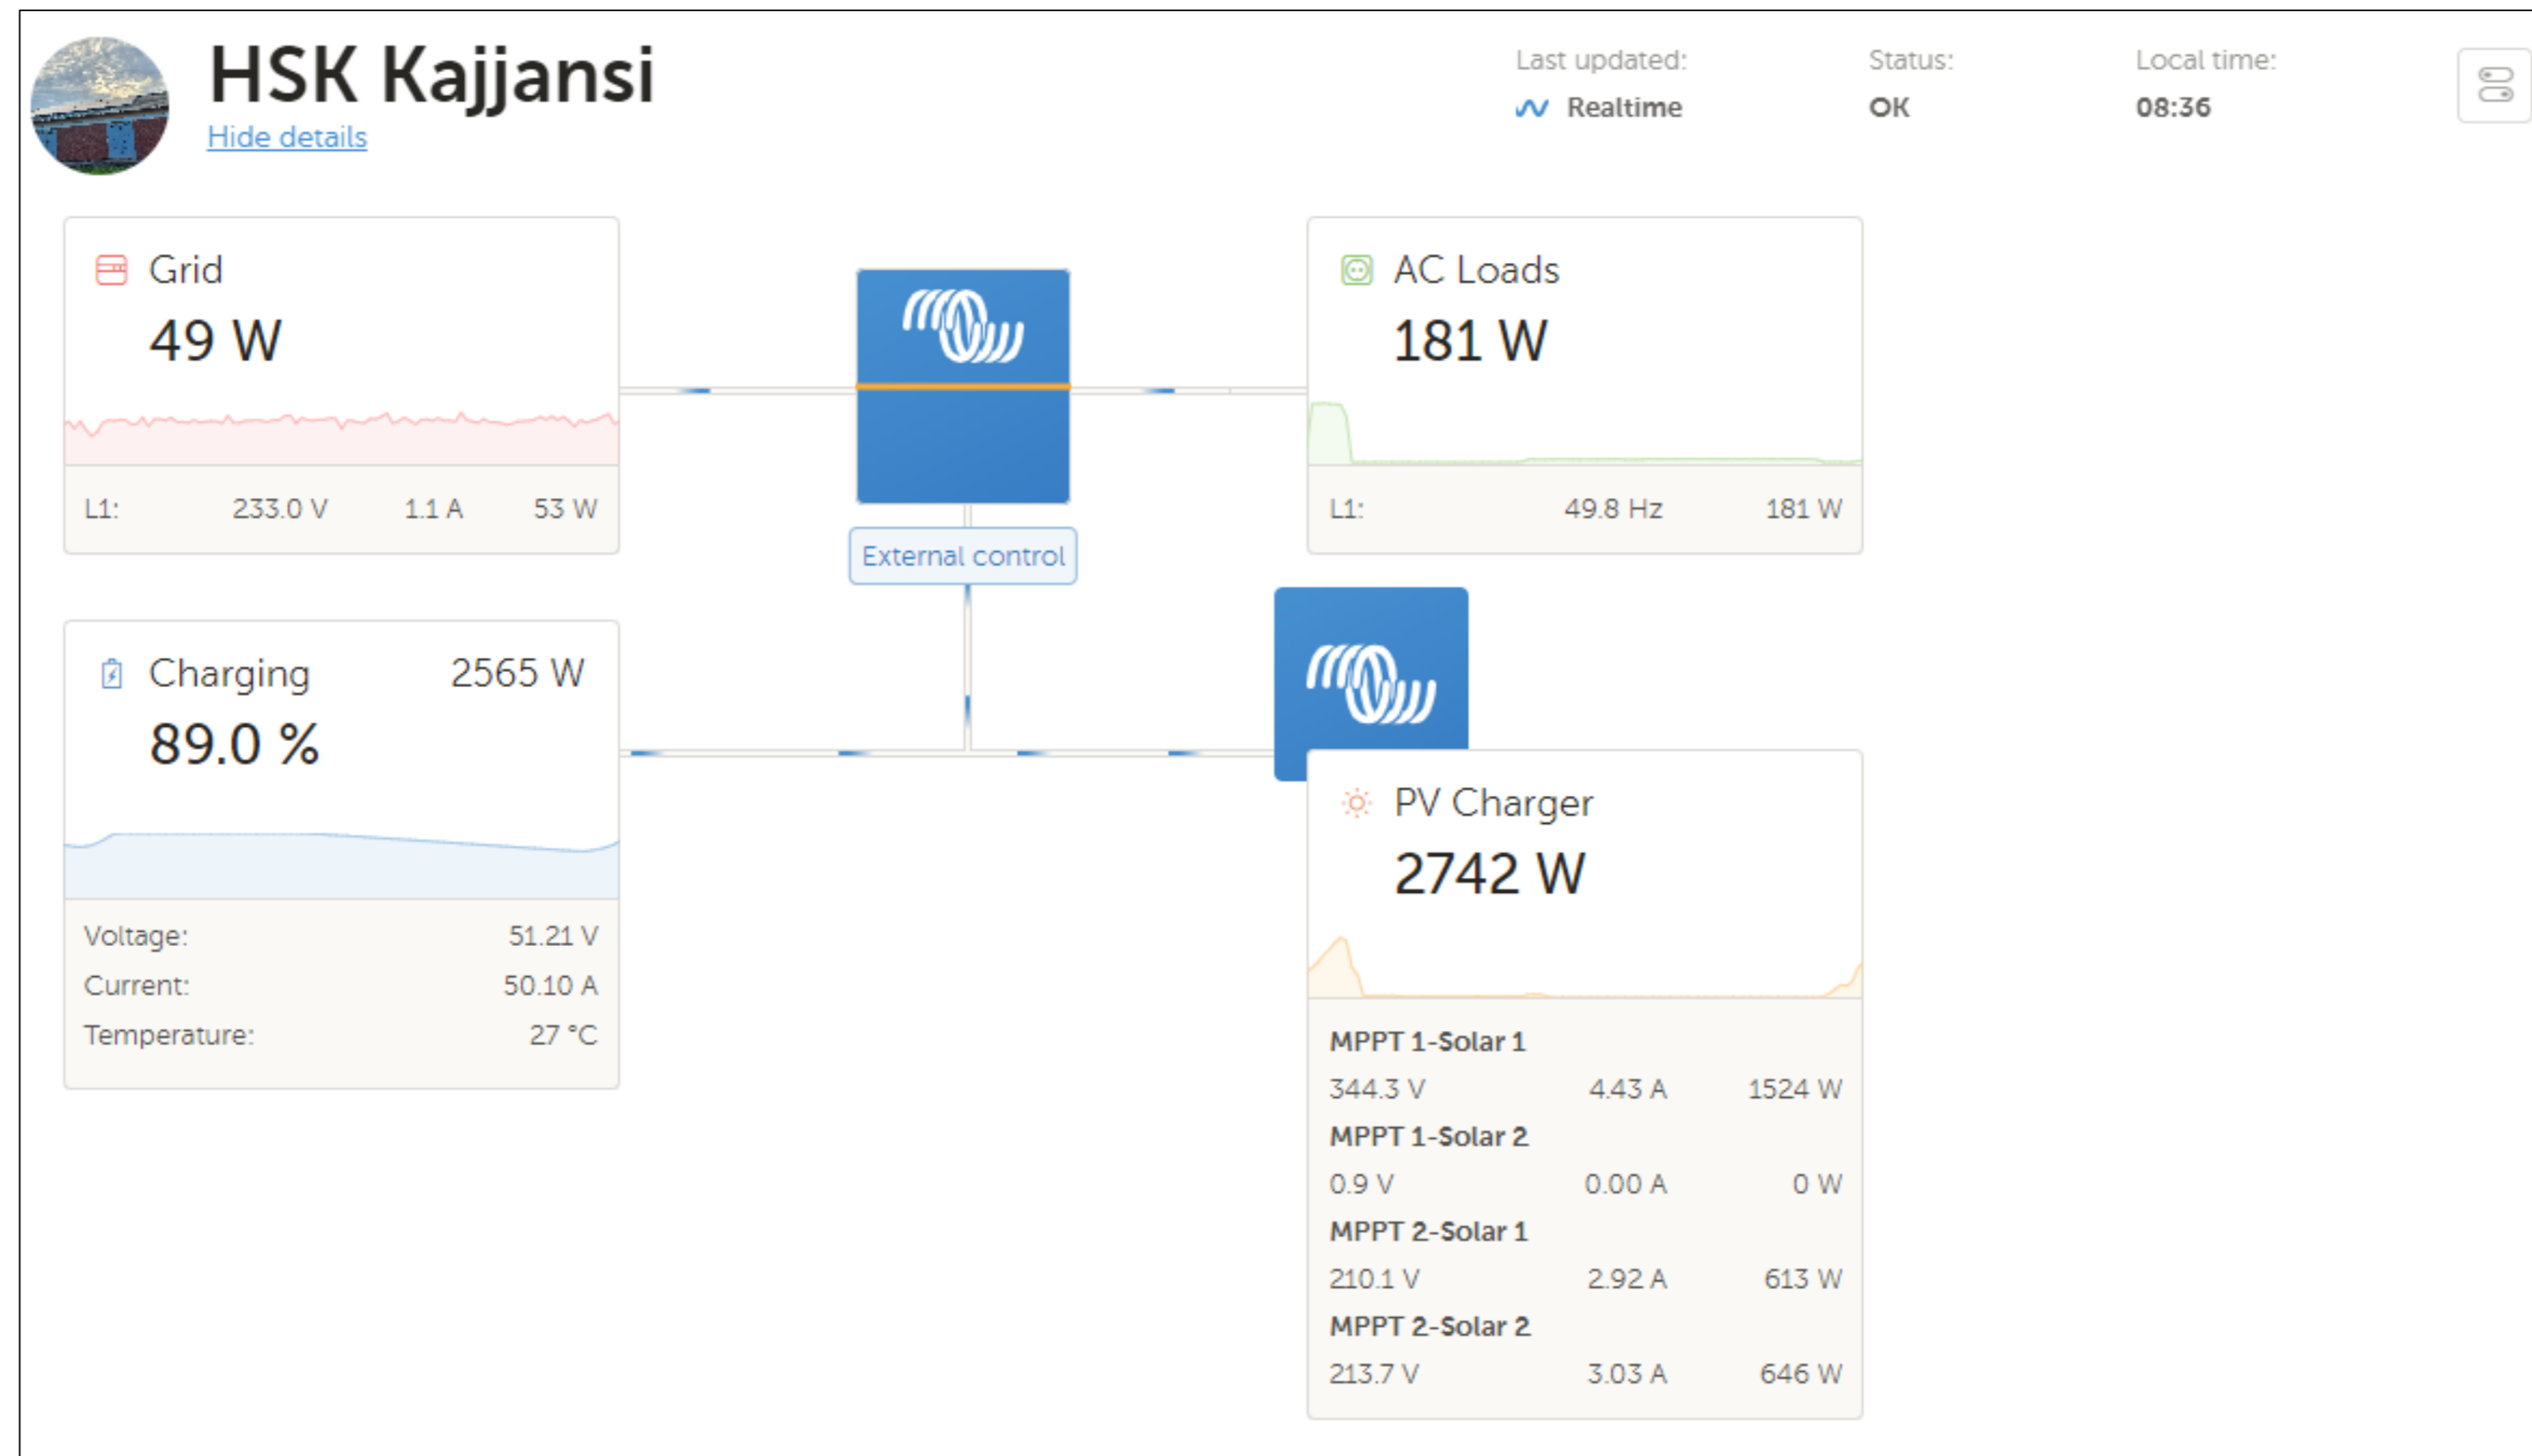 HSK Kajjansi
Hide details
Last updated:
Realtime
Status:
OK
Local time:
08:36
Grid
49 W
L1: 233.0 V 1.1 A 53 W
External control
AC Loads
181 W
L1: 49.8 Hz 181 W
Charging 2565 W
89.0 %
Voltage: 51.21 V
Current: 50.10 A
Temperature: 27 °C
PV Charger
2742 W
MPPT 1-Solar 1
344.3 V 4.43 A 1524 W
MPPT 1-Solar 2
0.9 V 0.00 A 0 W
MPPT 2-Solar 1
210.1 V 2.92 A 613 W
MPPT 2-Solar 2
213.7 V 3.03 A 646 W